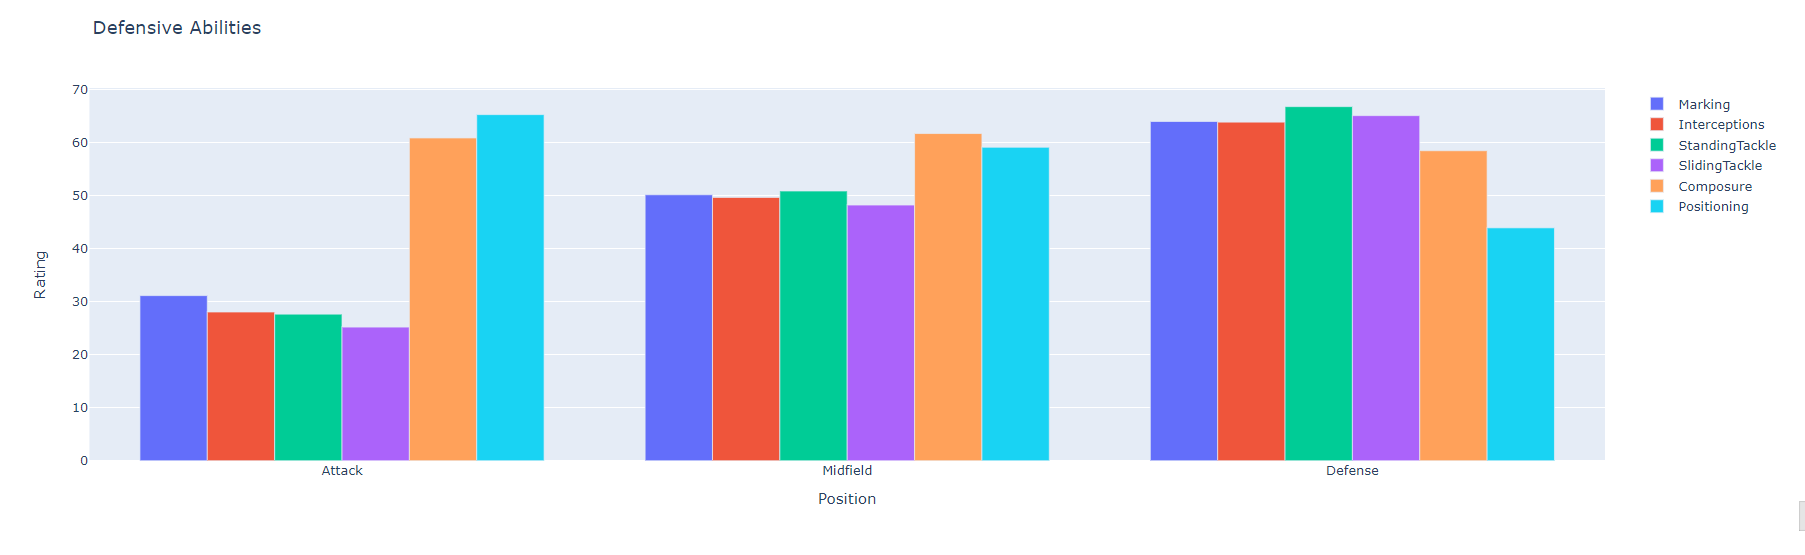 Defensive Abilities
70
60
50
40
30
20
10
0
Rating
Attack
Midfield
Defense
Position
Marking
Interceptions
StandingTackle
SlidingTackle
Composure
Positioning